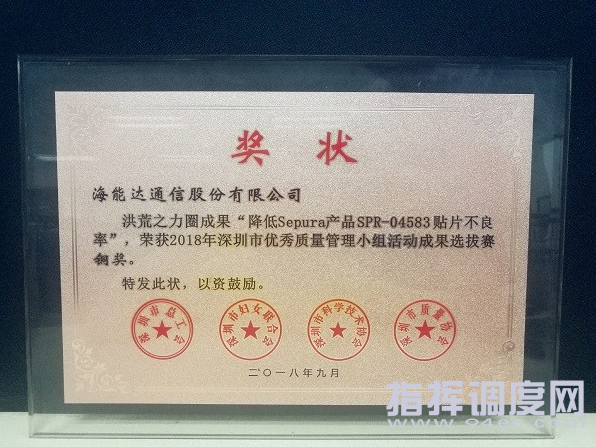 奖 状
海能达通信股份有限公司
洪荒之力圈成果“降低Sepura产品SPR-04583贴片不良
率”，荣获2018年深圳市优秀质量管理小组活动成果选拔赛
铜奖。
特发此状，以资鼓励。
深圳市总工会
深圳市妇女联合会
深圳市科学技术协会
深圳市质量协会
二〇一八年九月
指挥调度网